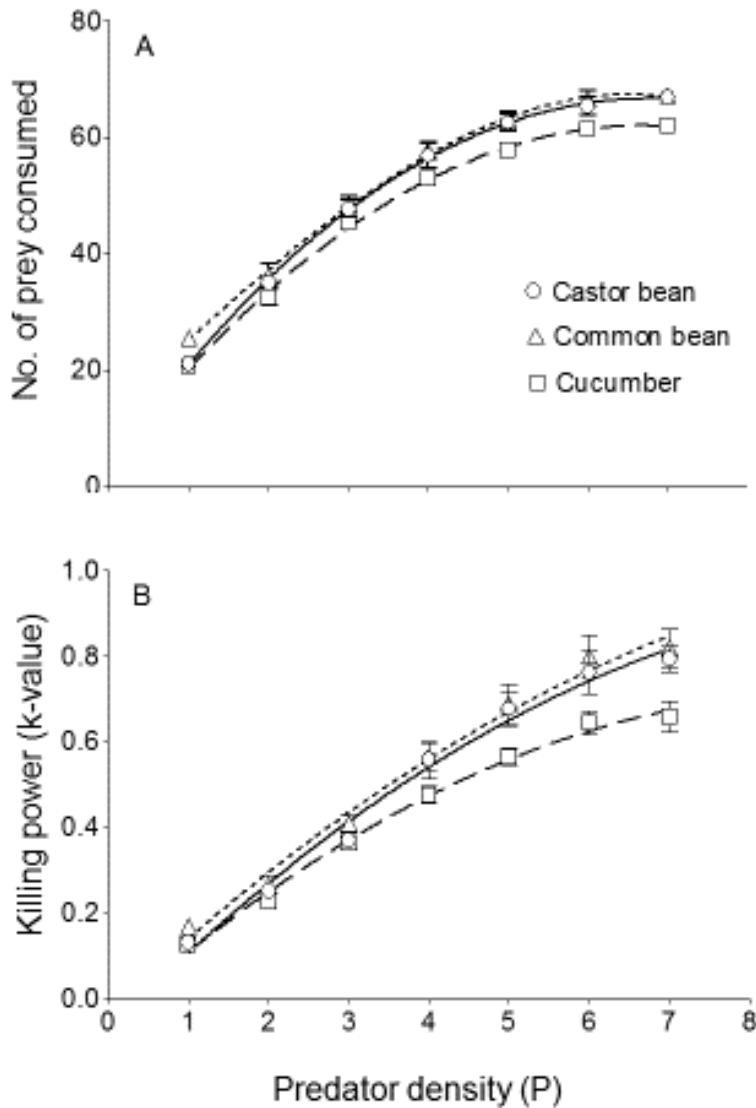 A
80
60
40
20
0
No. of prey consumed
Castor bean
Common bean
Cucumber
B
1.0
0.8
0.6
0.4
0.2
0.0
Killing power (k-value)
0 1 2 3 4 5 6 7 8
Predator density (P)